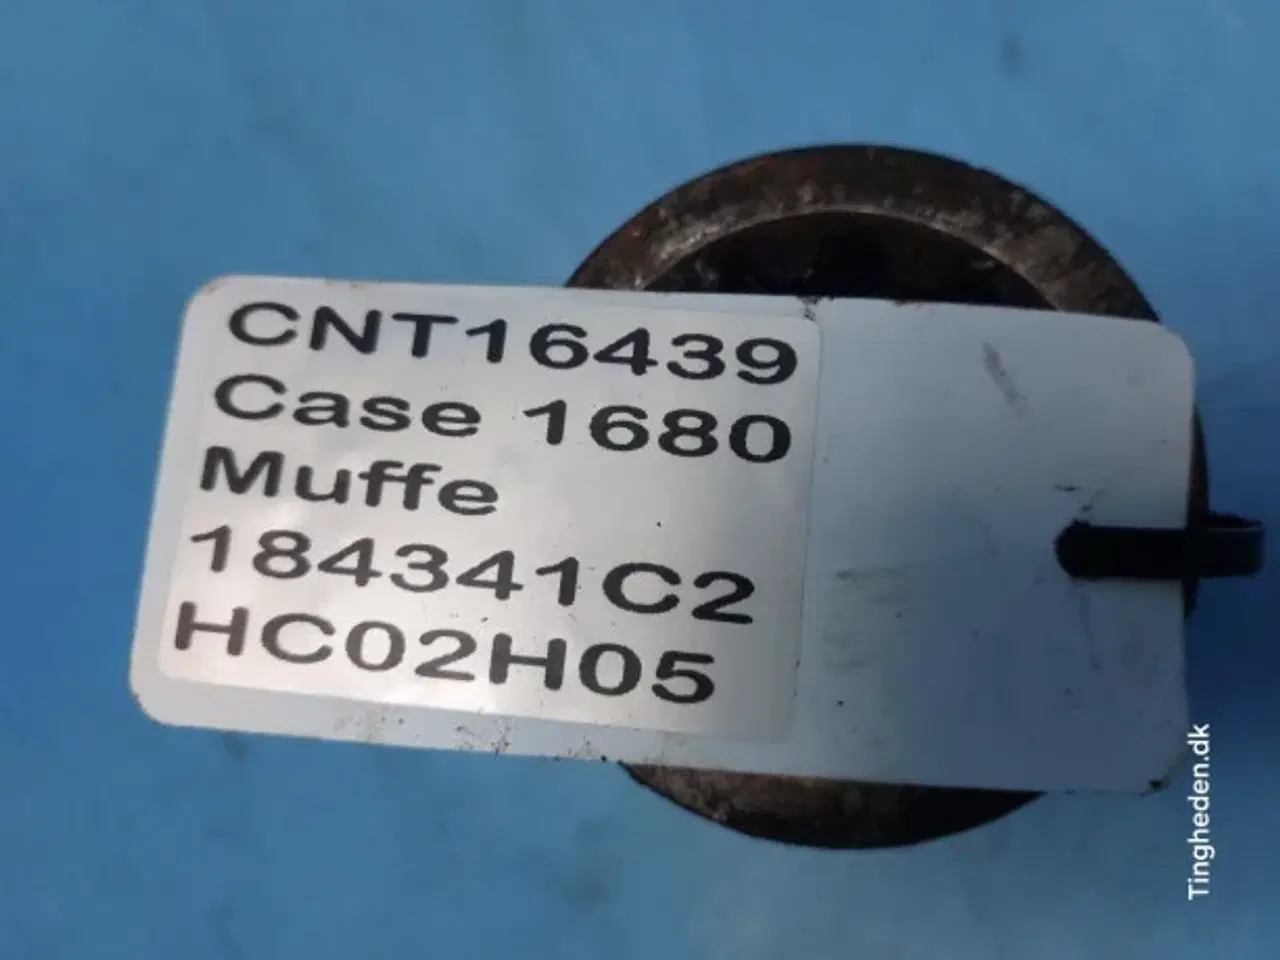 CNT16439
Case 1680
Muffe
184341C2
HC02H05
Tingheden.dk